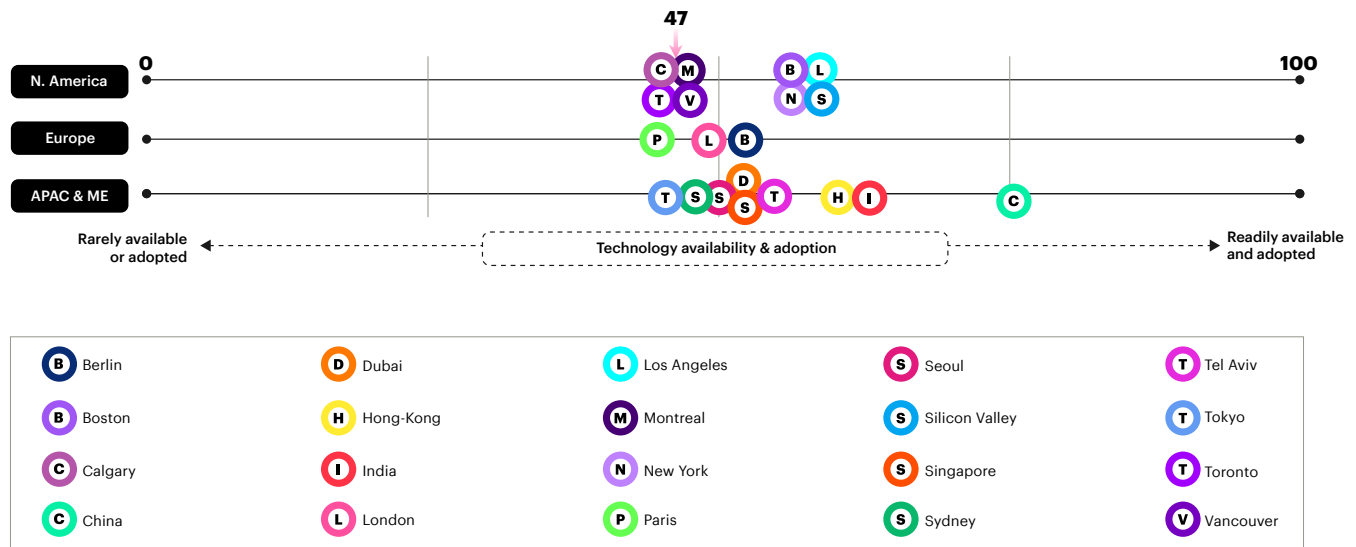 47
0
100
N. America
C M B L
T V N S
Europe
P L B
APAC & ME
D
T S S T H I C
S
Rarely available
or adopted
Technology availability & adoption
Readily available
and adopted
B Berlin
D Dubai
L Los Angeles
S Seoul
T Tel Aviv
B Boston
H Hong-Kong
M Montreal
S Silicon Valley
T Tokyo
C Calgary
I India
N New York
S Singapore
T Toronto
C China
L London
P Paris
S Sydney
V Vancouver